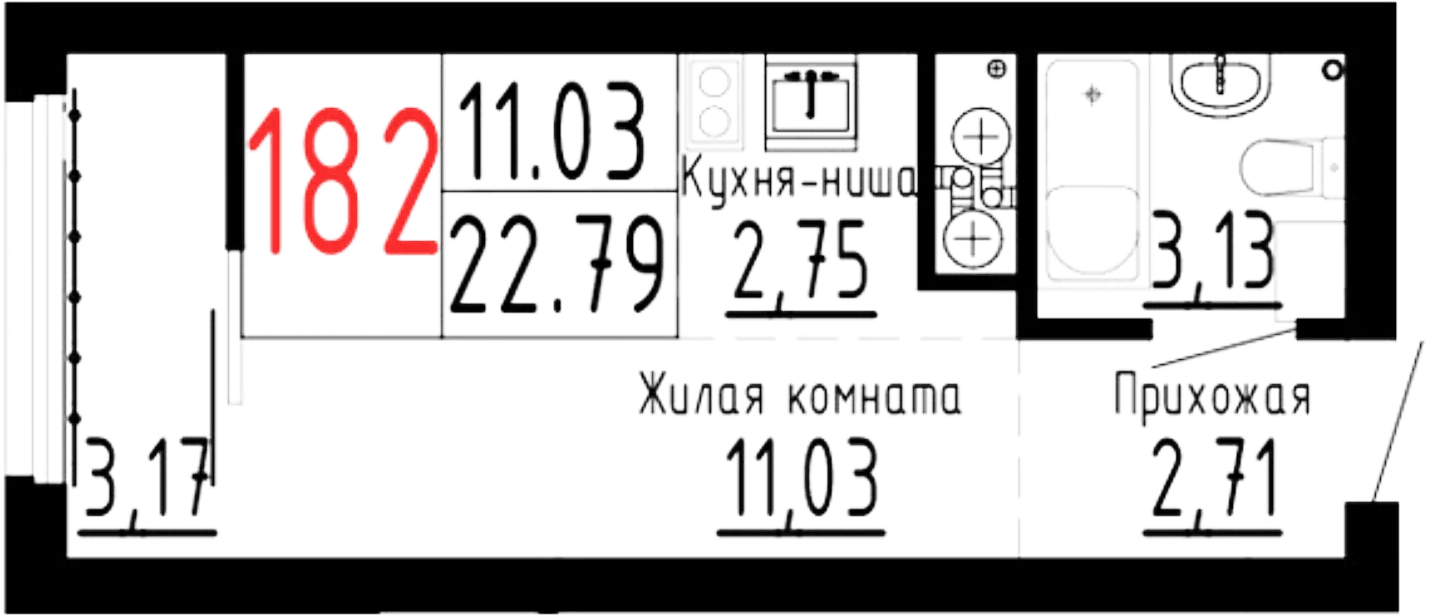 182
11.03
22.79
Кухня-ниша
2,75
3,13
Жилая комната
11,03
Прихожая
2,71
3,17